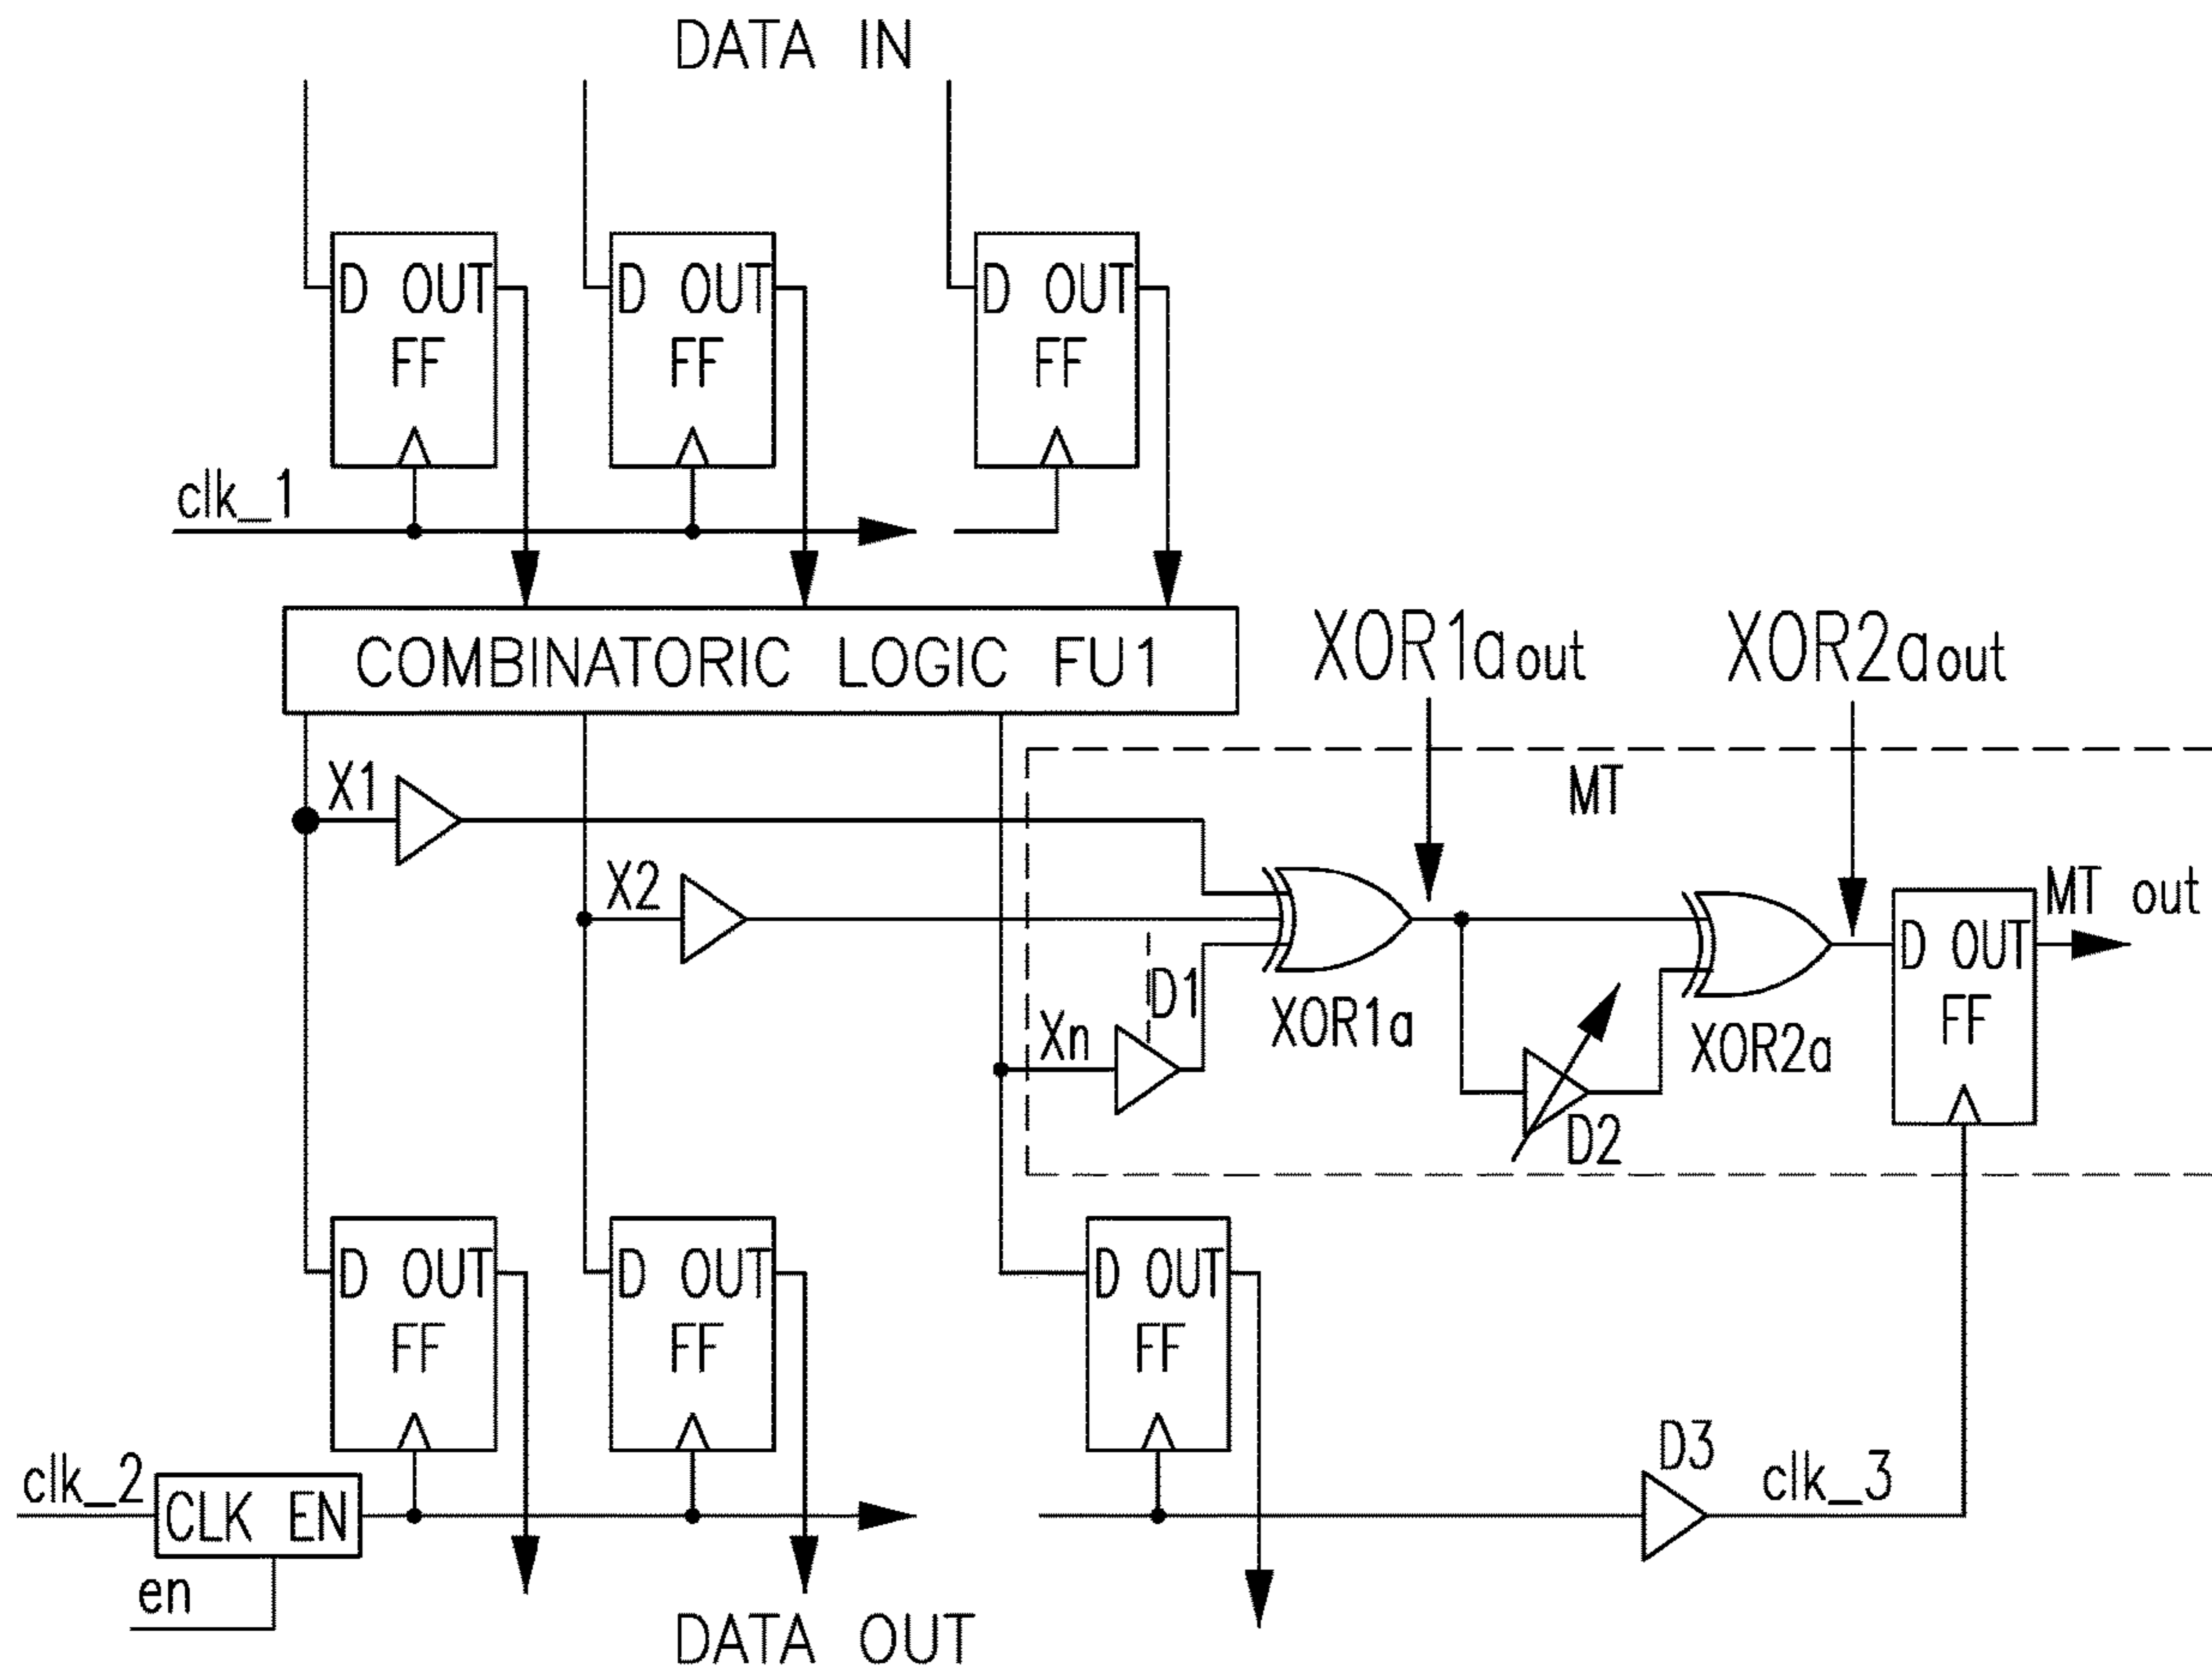 DATA IN
D OUT
FF
D OUT
FF
D OUT
FF
clk_1
COMBINATORIC LOGIC FU1
XOR1aout
XOR2aout
MT
X1
X2
MT out
D1
Xn
XOR1a
XOR2a
D OUT
FF
D2
D OUT
FF
D OUT
FF
D OUT
FF
D3
clk_2
CLK EN
clk_3
en
DATA OUT